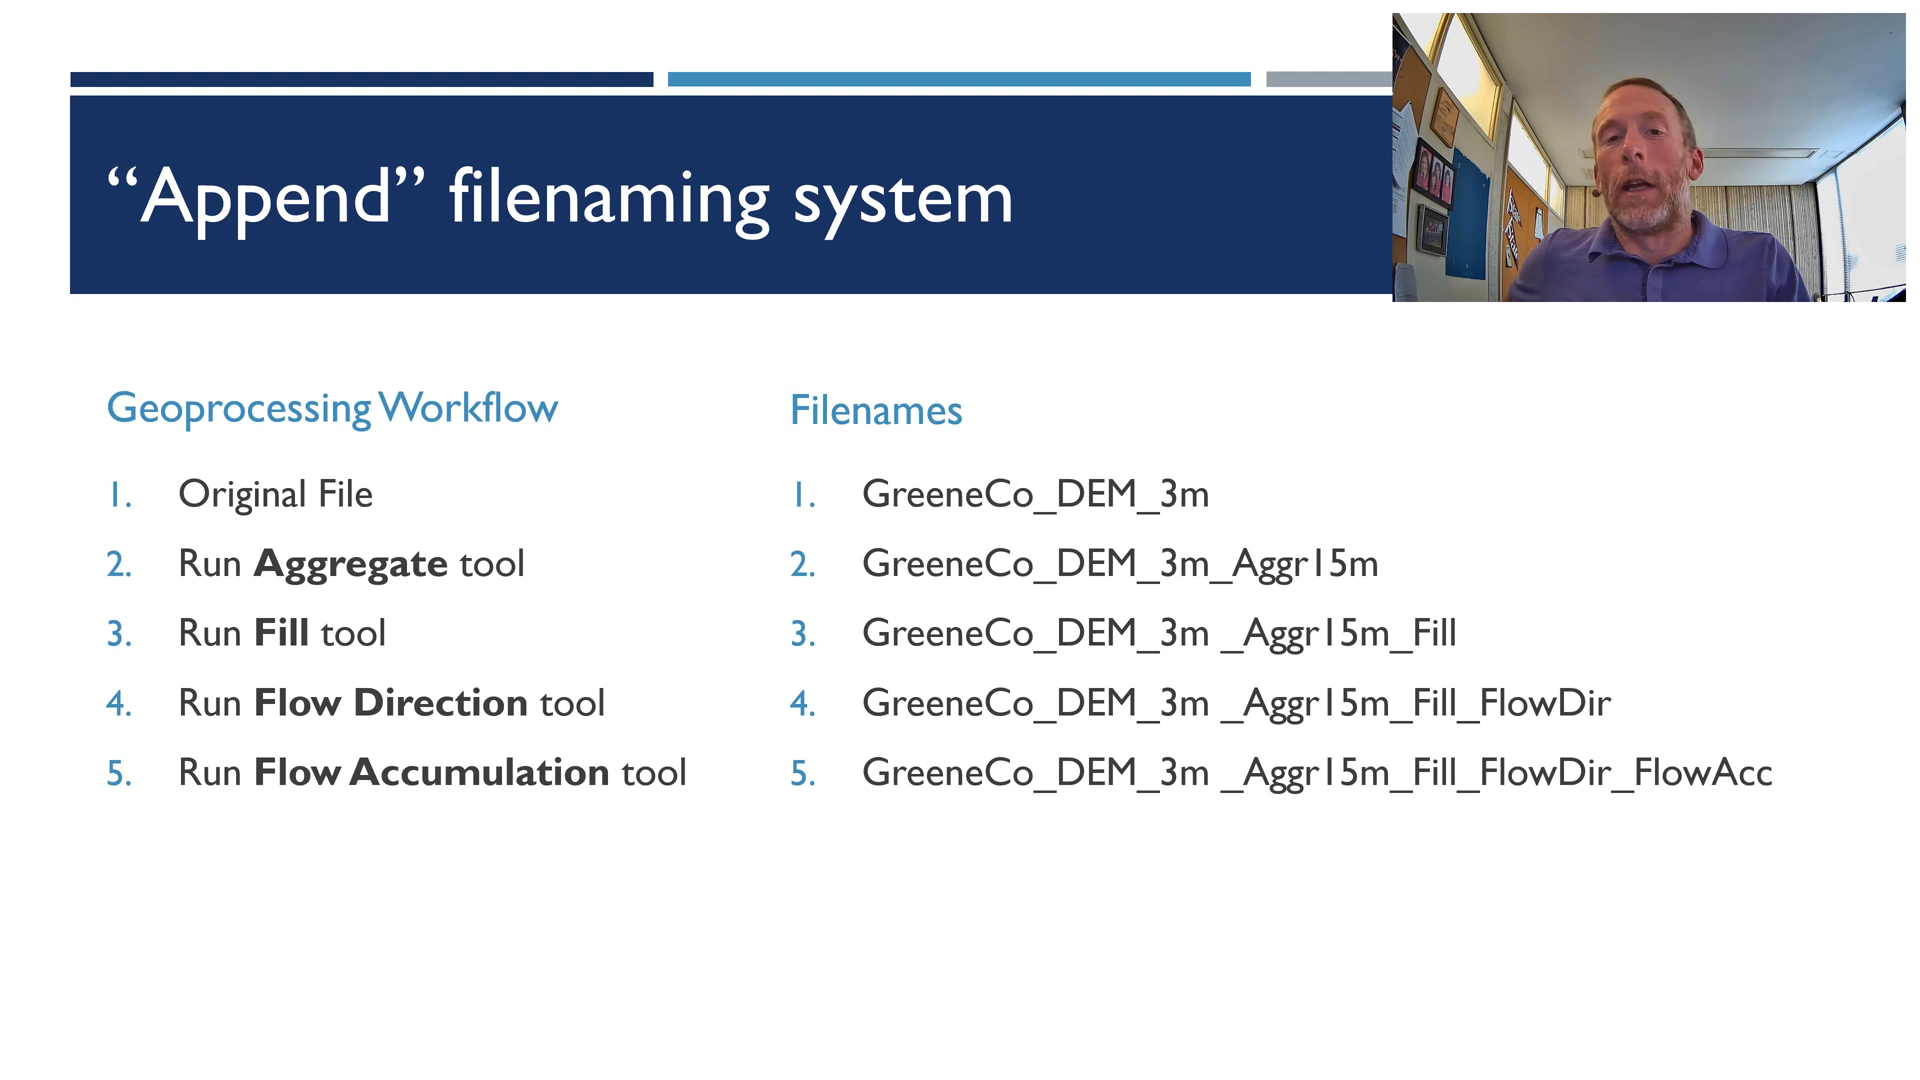 “Append” filenaming system
Geoprocessing Workflow
1. Original File
2. Run Aggregate tool
3. Run Fill tool
4. Run Flow Direction tool
5. Run Flow Accumulation tool
Filenames
1. GreeneCo_DEM_3m
2. GreeneCo_DEM_3m_Aggr15m
3. GreeneCo_DEM_3m _Aggr15m_Fill
4. GreeneCo_DEM_3m _Aggr15m_Fill_FlowDir
5. GreeneCo_DEM_3m _Aggr15m_Fill_FlowDir_FlowAcc